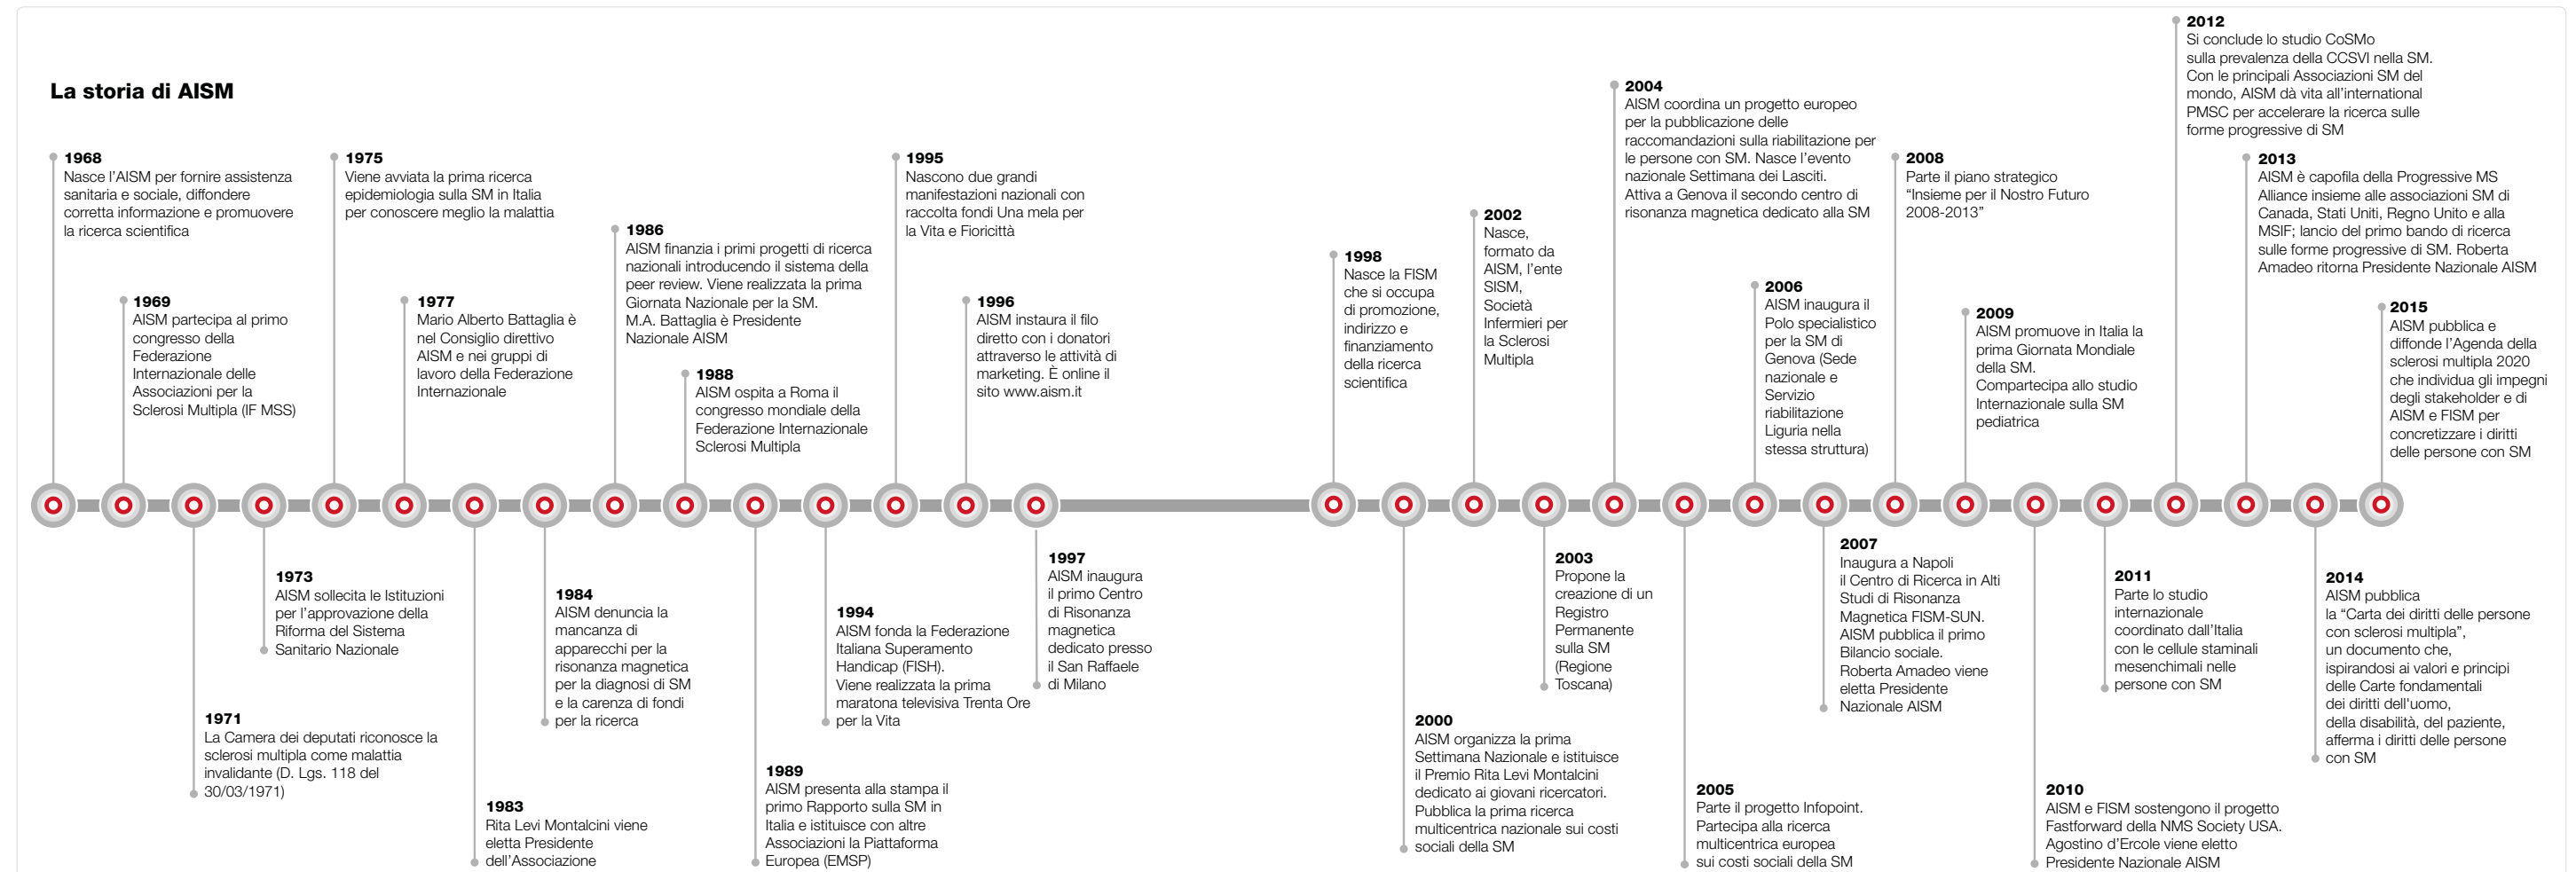 La storia di AISM
1968
Nasce l'AISM per fornire assistenza
sanitaria e sociale, diffondere
corretta informazione e promuovere
la ricerca scientifica
1969
AISM partecipa al primo
congresso della
Federazione
Internazionale delle
Associazioni per la
Sclerosi Multipla (IF MSS)
1971
La Camera dei deputati riconosce la
sclerosi multipla come malattia
invalidante (D. Lgs. 118 del
30/03/1971)
1973
AISM sollecita le Istituzioni
per l'approvazione della
Riforma del Sistema
Sanitario Nazionale
1975
Viene avviata la prima ricerca
epidemiologia sulla SM in Italia
per conoscere meglio la malattia
1977
Mario Alberto Battaglia è
nel Consiglio direttivo
AISM e nei gruppi di
lavoro della Federazione
Internazionale
1983
Rita Levi Montalcini viene
eletta Presidente
dell'Associazione
1984
AISM denuncia la
mancanza di
apparecchi per la
risonanza magnetica
per la diagnosi di SM
e la carenza di fondi
per la ricerca
1986
AISM finanzia i primi progetti di ricerca
nazionali introducendo il sistema della
peer review. Viene realizzata la prima
Giornata Nazionale per la SM.
M.A. Battaglia è Presidente
Nazionale AISM
1988
AISM ospita a Roma il
congresso mondiale della
Federazione Internazionale
Sclerosi Multipla
1989
AISM presenta alla stampa il
primo Rapporto sulla SM in
Italia e istituisce con altre
Associazioni la Piattaforma
Europea (EMSP)
1994
AISM fonda la Federazione
Italiana Superamento
Handicap (FISH).
Viene realizzata la prima
maratona televisiva Trenta Ore
per la Vita
1995
Nascono due grandi
manifestazioni nazionali con
raccolta fondi Una mela per
la Vita e Fioricittà
1996
AISM instaura il filo
diretto con i donatori
attraverso le attività di
marketing. È online il
sito www.aism.it
1997
AISM inaugura
il primo Centro
di Risonanza
magnetica
dedicato presso
il San Raffaele
di Milano
1998
Nasce la FISM
che si occupa
di promozione,
indirizzo e
finanziamento
della ricerca
scientifica
2000
AISM organizza la prima
Settimana Nazionale e istituisce
il Premio Rita Levi Montalcini
dedicato ai giovani ricercatori.
Pubblica la prima ricerca
multicentrica nazionale sui costi
sociali della SM
2002
Nasce,
formato da
AISM, l'ente
SISM,
Società
Infermieri per
la Sclerosi
Multipla
2003
Propone la
creazione di un
Registro
Permanente
sulla SM
(Regione
Toscana)
2004
AISM coordina un progetto europeo
per la pubblicazione delle
raccomandazioni sulla riabilitazione per
le persone con SM. Nasce l'evento
nazionale Settimana dei Lasciti.
Attiva a Genova il secondo centro di
risonanza magnetica dedicato alla SM
2005
Parte il progetto Infopoint.
Partecipa alla ricerca
multicentrica europea
sui costi sociali della SM
2006
AISM inaugura il
Polo specialistico
per la SM di
Genova (Sede
nazionale e
Servizio
riabilitazione
Liguria nella
stessa struttura)
2007
Inaugura a Napoli
il Centro di Ricerca in Alti
Studi di Risonanza
Magnetica FISM-SUN.
AISM pubblica il primo
Bilancio sociale.
Roberta Amadeo viene
eletta Presidente
Nazionale AISM
2008
Parte il piano strategico
“Insieme per il Nostro Futuro
2008-2013”
2009
AISM promuove in Italia la
prima Giornata Mondiale
della SM.
Compartecipa allo studio
Internazionale sulla SM
pediatrica
2010
AISM e FISM sostengono il progetto
Fastforward della NMS Society USA.
Agostino d'Ercole viene eletto
Presidente Nazionale AISM
2011
Parte lo studio
internazionale
coordinato dall'Italia
con le cellule staminali
mesenchimali nelle
persone con SM
2012
Si conclude lo studio CoSMo
sulla prevalenza della CCSVI nella SM.
Con le principali Associazioni SM del
mondo, AISM dà vita all'international
PMSC per accelerare la ricerca sulle
forme progressive di SM
2013
AISM è capofila della Progressive MS
Alliance insieme alle associazioni SM di
Canada, Stati Uniti, Regno Unito e alla
MSIF; lancio del primo bando di ricerca
sulle forme progressive di SM. Roberta
Amadeo ritorna Presidente Nazionale AISM
2014
AISM pubblica
la “Carta dei diritti delle persone
con sclerosi multipla”,
un documento che,
ispirandosi ai valori e principi
delle Carte fondamentali
dei diritti dell'uomo,
della disabilità, del paziente,
afferma i diritti delle persone
con SM
2015
AISM pubblica e
diffonde l'Agenda della
sclerosi multipla 2020
che individua gli impegni
degli stakeholder e di
AISM e FISM per
concretizzare i diritti
delle persone con SM